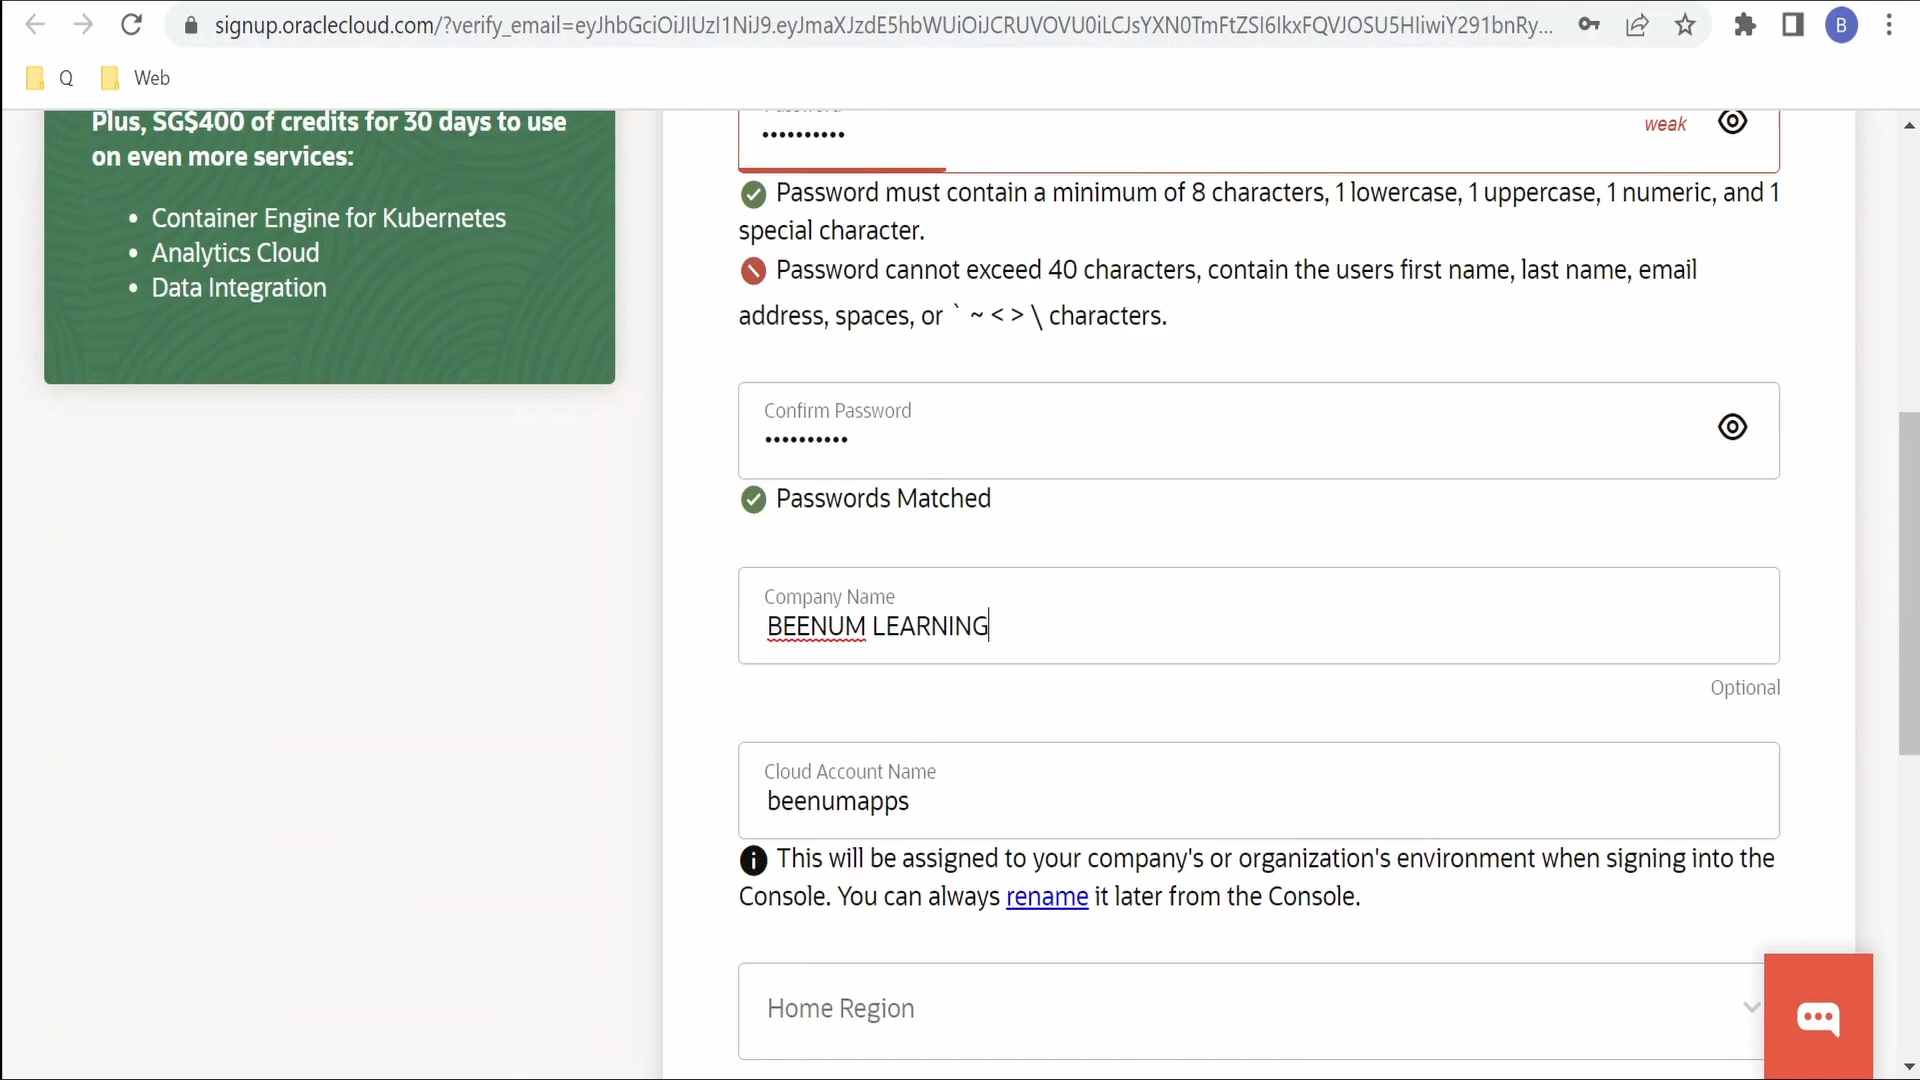 signup.oraclecloud.com/?verify_email=eyJhbGciOiJIUzI1NiJ9.eyJmaXJzdE5hbWUiOiJCRUVOVU0iLCJsYXN0TmFtZSI6IkxFQVJOSU5HIiwiY291bnRy...
B
Q
Web
Plus, SG$400 of credits for 30 days to use
on even more services:
• Container Engine for Kubernetes
• Analytics Cloud
• Data Integration
••••••••••
weak
Password must contain a minimum of 8 characters, 1 lowercase, 1 uppercase, 1 numeric, and 1
special character.
Password cannot exceed 40 characters, contain the users first name, last name, email
address, spaces, or ` ~ < > \ characters.
Confirm Password
••••••••••
Passwords Matched
Company Name
BEENUM LEARNING
Optional
Cloud Account Name
beenumapps
This will be assigned to your company's or organization's environment when signing into the
Console. You can always rename it later from the Console.
Home Region